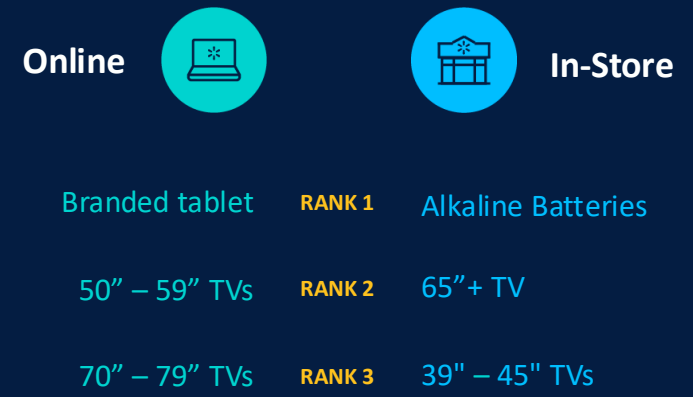 Online In-Store
Branded tablet RANK 1 Alkaline Batteries
50” – 59” TVs RANK 2 65”+ TV
70” – 79” TVs RANK 3 39" – 45" TVs